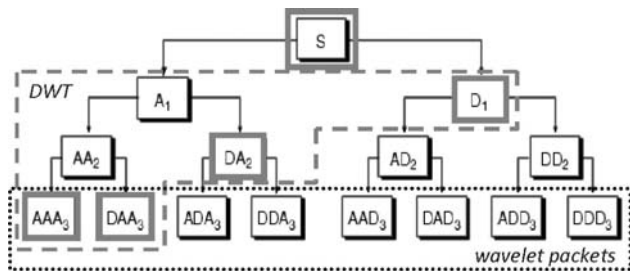 S
DWT
A₁
D₁
AA₂
DA₂
AD₂
DD₂
AAA₃
DAA₃
ADA₃
DDA₃
AAD₃
DAD₃
ADD₃
DDD₃
wavelet packets